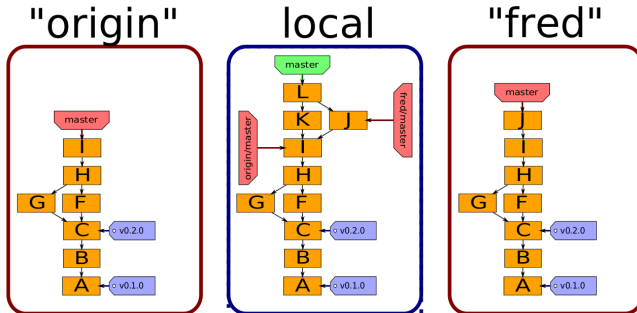 "origin"
master
I
H
G F
C v0.2.0
B
A v0.1.0
local
master
L
K J
origin/master
fred/master
I
H
G F
C v0.2.0
B
A v0.1.0
"fred"
master
J
I
H
G F
C v0.2.0
B
A v0.1.0